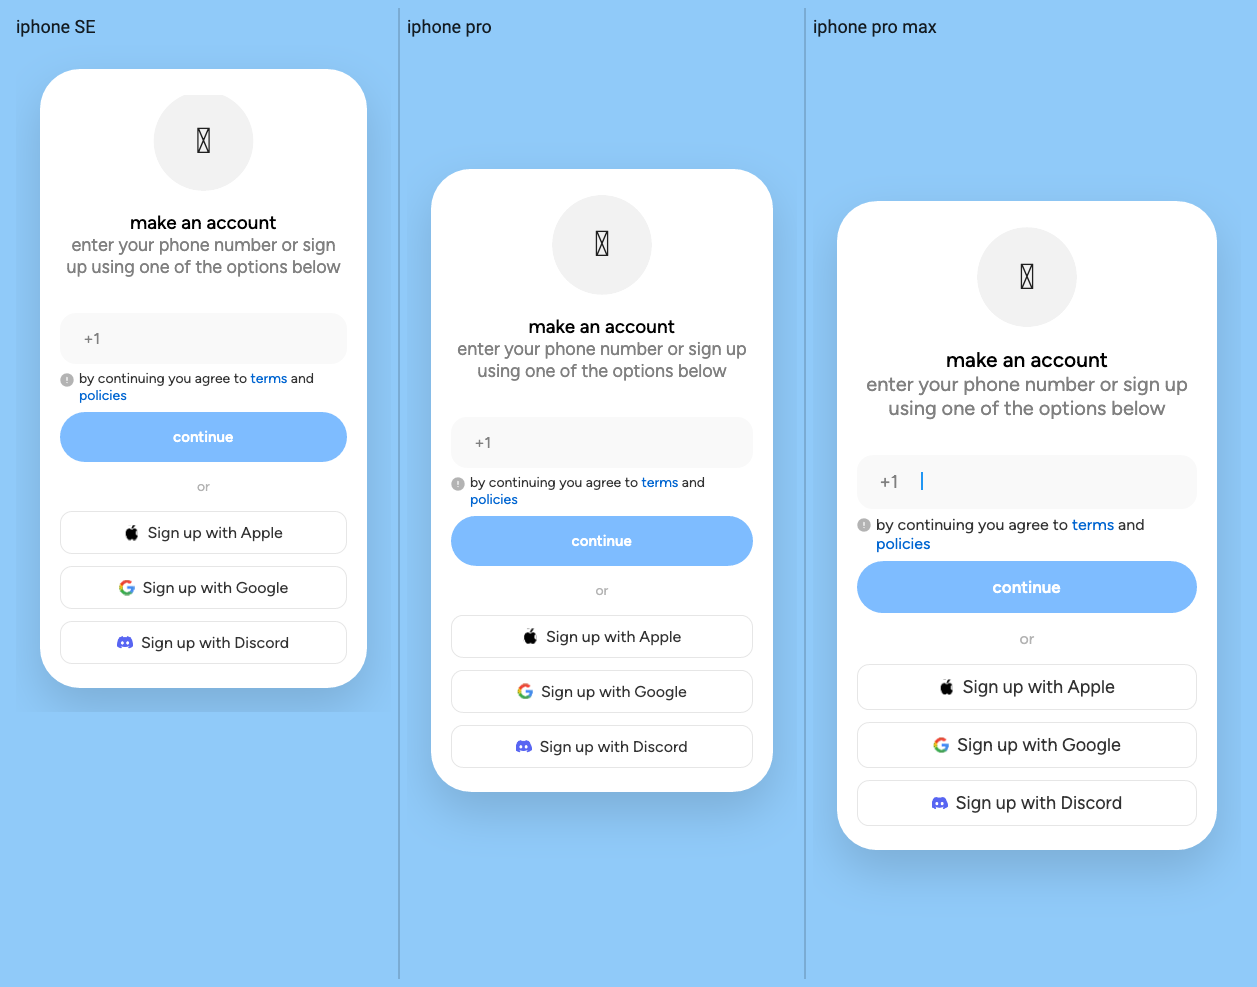 iphone SE
make an account
enter your phone number or sign
up using one of the options below
+1
by continuing you agree to terms and
policies
continue
or
Sign up with Apple
Sign up with Google
Sign up with Discord
iphone pro
make an account
enter your phone number or sign up
using one of the options below
+1
by continuing you agree to terms and
policies
continue
or
Sign up with Apple
Sign up with Google
Sign up with Discord
iphone pro max
make an account
enter your phone number or sign up
using one of the options below
+1
by continuing you agree to terms and
policies
continue
or
Sign up with Apple
Sign up with Google
Sign up with Discord